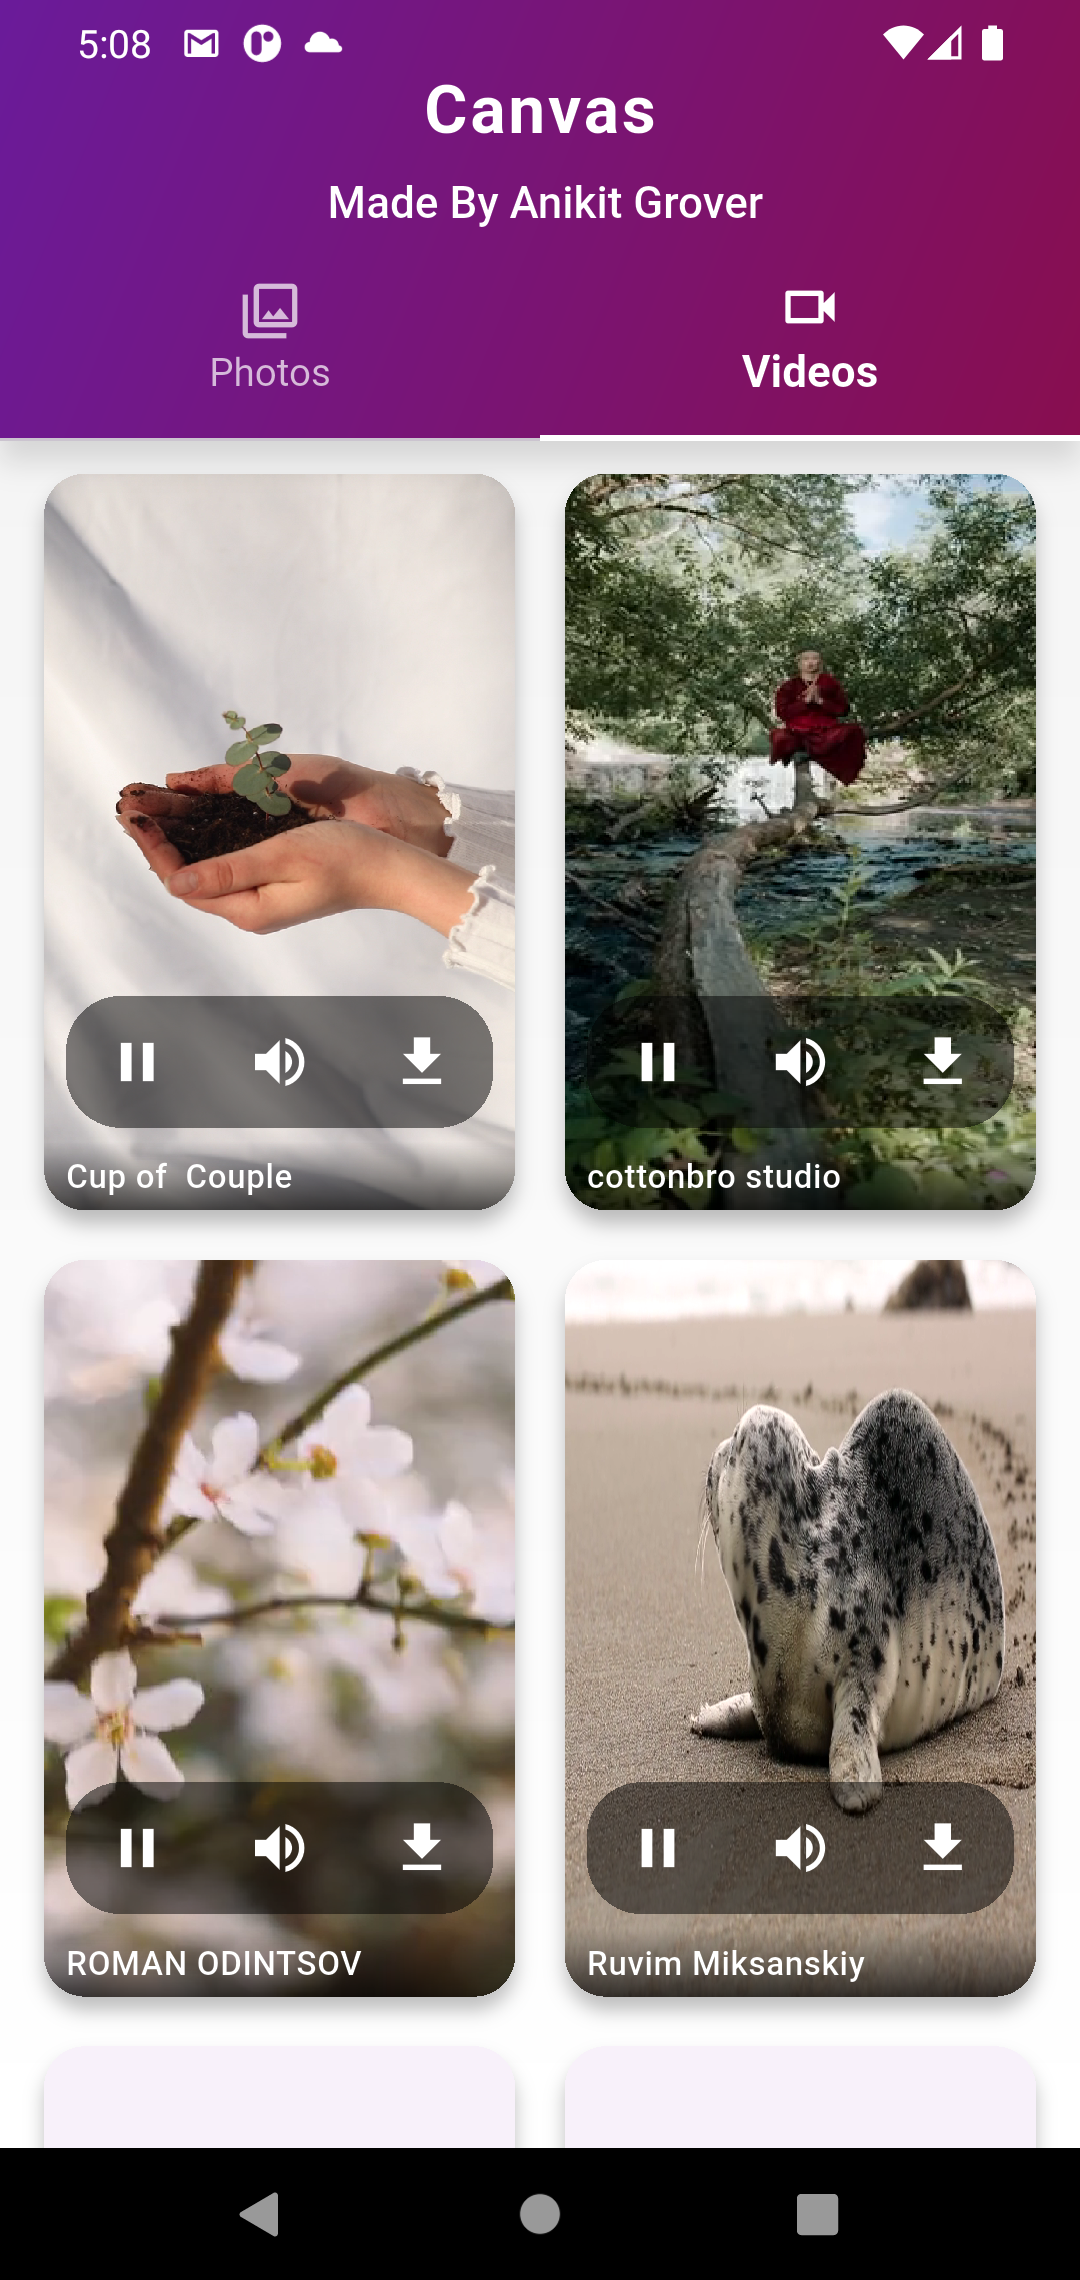 5:08
Canvas
Made By Anikit Grover
Photos
Videos
Cup of  Couple
cottonbro studio
ROMAN ODINTSOV
Ruvim Miksanskiy